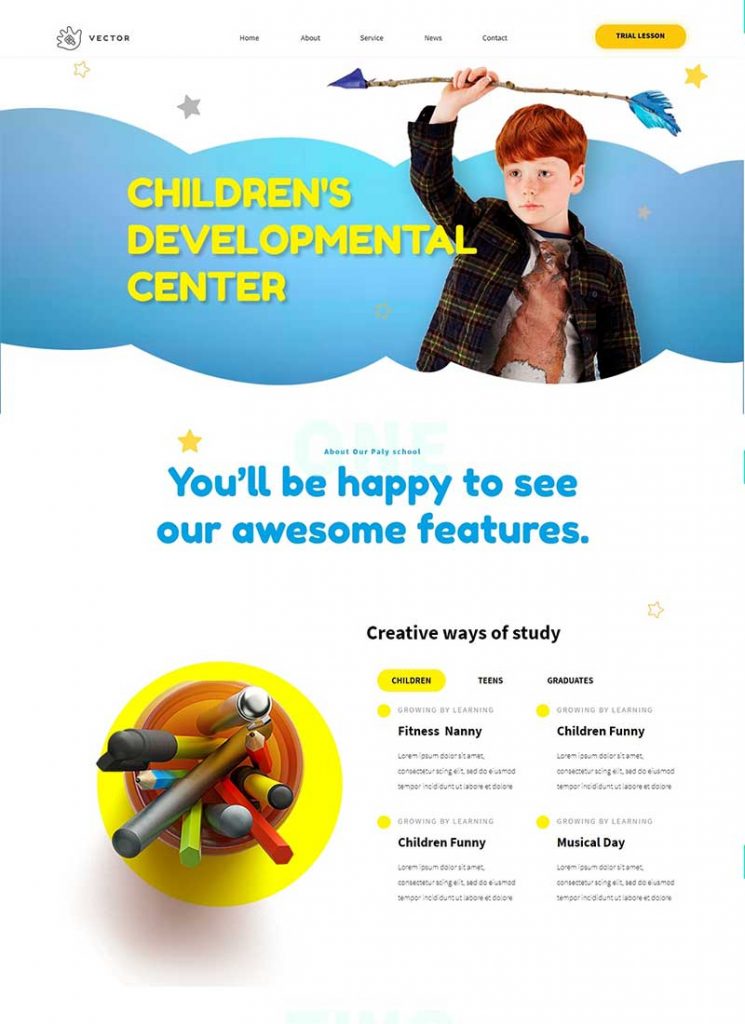 VECTOR
Home About Service News Contact
TRIAL LESSON
CHILDREN'S
DEVELOPMENTAL
CENTER
ONE
About Our Paly school
You'll be happy to see
our awesome features.
Creative ways of study
CHILDREN TEENS GRADUATES
GROWING BY LEARNING
Fitness Nanny
Lorem ipsum dolor sit amet,
consectetur scing elit, sed do eiusmod
tempor incididunt ut labore et dolore
GROWING BY LEARNING
Children Funny
Lorem ipsum dolor sit amet,
consectetur scing elit, sed do eiusmod
tempor incididunt ut labore et dolore
GROWING BY LEARNING
Children Funny
Lorem ipsum dolor sit amet,
consectetur scing elit, sed do eiusmod
tempor incididunt ut labore et dolore
GROWING BY LEARNING
Musical Day
Lorem ipsum dolor sit amet,
consectetur scing elit, sed do eiusmod
tempor incididunt ut labore et dolore